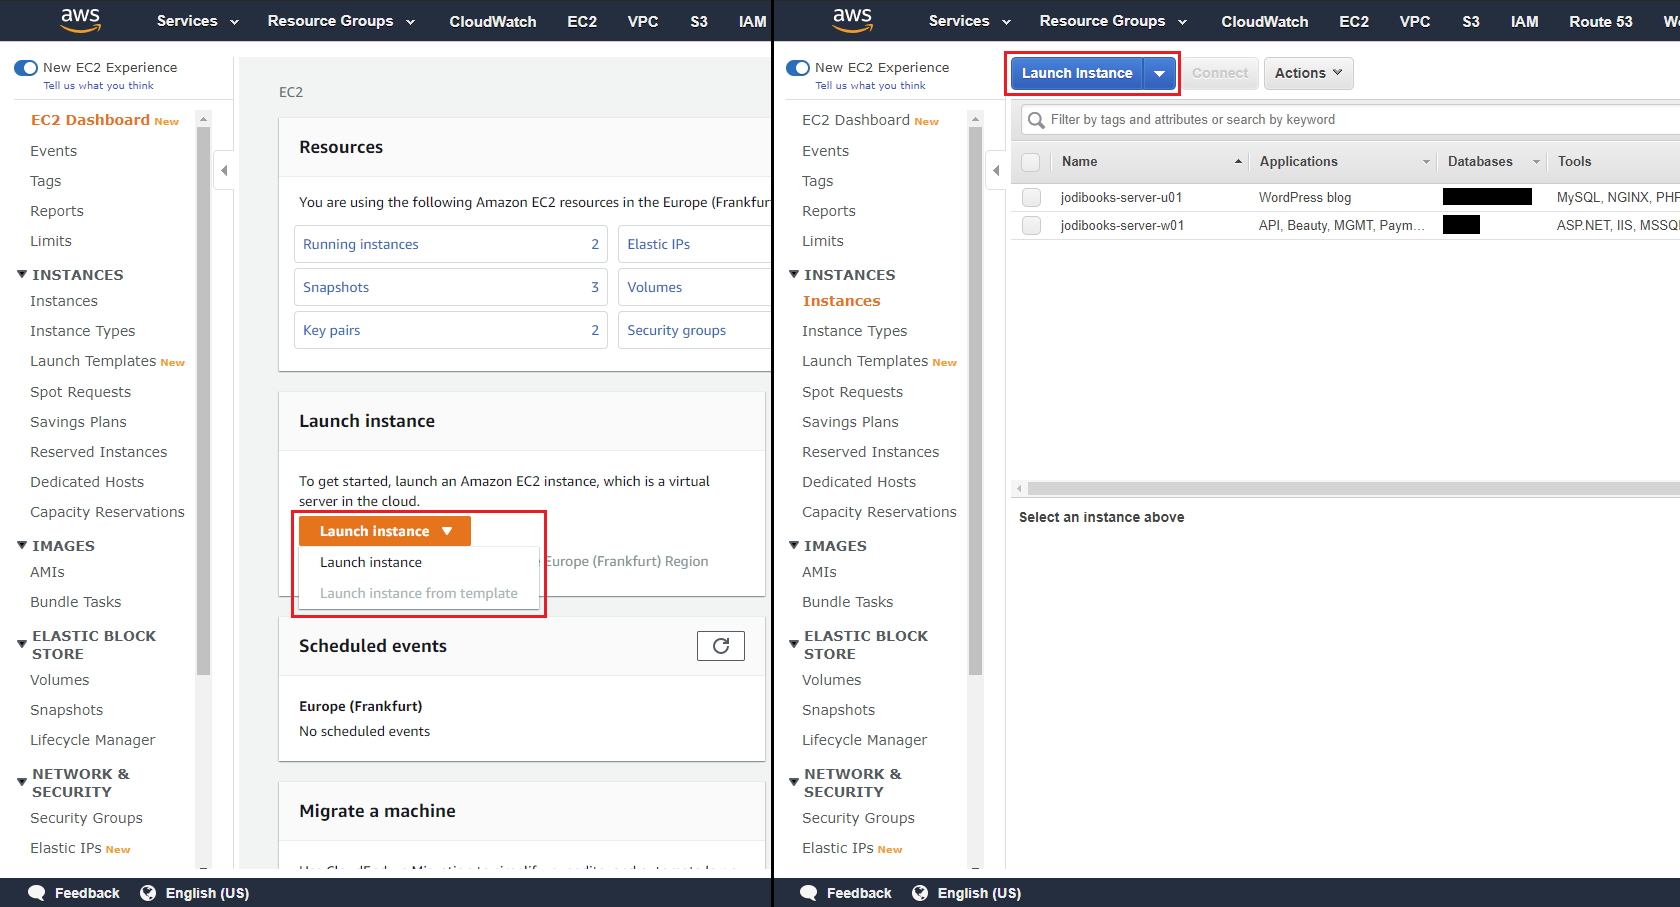 aws Services Resource Groups CloudWatch EC2 VPC S3 IAM
New EC2 Experience
Tell us what you think
EC2 Dashboard New
Events
Tags
Reports
Limits
INSTANCES
Instances
Instance Types
Launch Templates New
Spot Requests
Savings Plans
Reserved Instances
Dedicated Hosts
Capacity Reservations
IMAGES
AMIs
Bundle Tasks
ELASTIC BLOCK
STORE
Volumes
Snapshots
Lifecycle Manager
NETWORK &
SECURITY
Security Groups
Elastic IPs New
EC2
Resources
You are using the following Amazon EC2 resources in the Europe (Frankfur
Running instances 2 Elastic IPs
Snapshots 3 Volumes
Key pairs 2 Security groups
Launch instance
To get started, launch an Amazon EC2 instance, which is a virtual
server in the cloud.
Launch instance
Launch instance
Europe (Frankfurt) Region
Launch instance from template
Scheduled events
Europe (Frankfurt)
No scheduled events
Migrate a machine
Feedback English (US)
aws Services Resource Groups CloudWatch EC2 VPC S3 IAM Route 53
New EC2 Experience
Tell us what you think
EC2 Dashboard New
Events
Tags
Reports
Limits
INSTANCES
Instances
Instance Types
Launch Templates New
Spot Requests
Savings Plans
Reserved Instances
Dedicated Hosts
Capacity Reservations
IMAGES
AMIs
Bundle Tasks
ELASTIC BLOCK
STORE
Volumes
Snapshots
Lifecycle Manager
NETWORK &
SECURITY
Security Groups
Elastic IPs New
Launch Instance Connect Actions
Filter by tags and attributes or search by keyword
Name Applications Databases Tools
jodibooks-server-u01 WordPress blog MySQL, NGINX, PHP
jodibooks-server-w01 API, Beauty, MGMT, Paym... ASP.NET, IIS, MSSQ
Select an instance above
Feedback English (US)